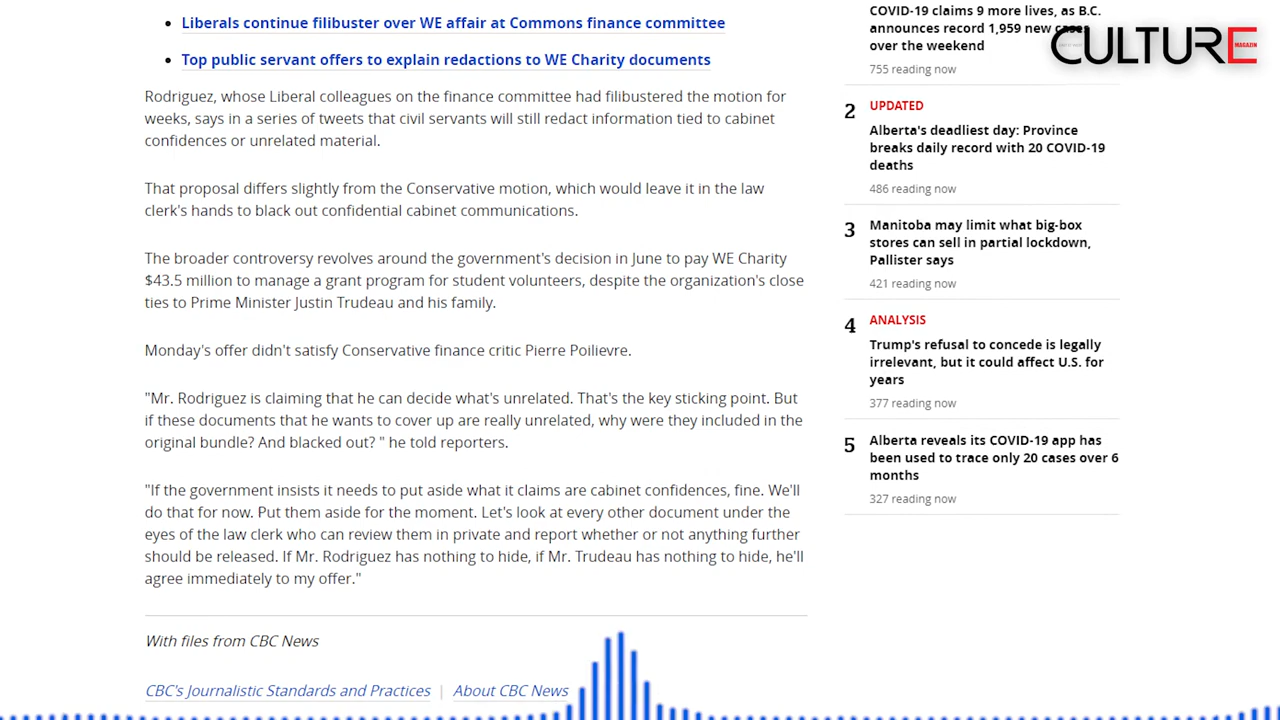 Liberals continue filibuster over WE affair at Commons finance committee
Top public servant offers to explain redactions to WE Charity documents
Rodriguez, whose Liberal colleagues on the finance committee had filibustered the motion for
weeks, says in a series of tweets that civil servants will still redact information tied to cabinet
confidences or unrelated material.
That proposal differs slightly from the Conservative motion, which would leave it in the law
clerk's hands to black out confidential cabinet communications.
The broader controversy revolves around the government's decision in June to pay WE Charity
$43.5 million to manage a grant program for student volunteers, despite the organization's close
ties to Prime Minister Justin Trudeau and his family.
Monday's offer didn't satisfy Conservative finance critic Pierre Poilievre.
"Mr. Rodriguez is claiming that he can decide what's unrelated. That's the key sticking point. But
if these documents that he wants to cover up are really unrelated, why were they included in the
original bundle? And blacked out? " he told reporters.
"If the government insists it needs to put aside what it claims are cabinet confidences, fine. We'll
do that for now. Put them aside for the moment. Let's look at every other document under the
eyes of the law clerk who can review them in private and report whether or not anything further
should be released. If Mr. Rodriguez has nothing to hide, if Mr. Trudeau has nothing to hide, he'll
agree immediately to my offer."
With files from CBC News
CBC's Journalistic Standards and Practices | About CBC News
COVID-19 claims 9 more lives, as B.C.
announces record 1,959 new cases
over the weekend
755 reading now
CULTURE
MAGAZIN
2 UPDATED
Alberta's deadliest day: Province
breaks daily record with 20 COVID-19
deaths
486 reading now
3 Manitoba may limit what big-box
stores can sell in partial lockdown,
Pallister says
421 reading now
4 ANALYSIS
Trump's refusal to concede is legally
irrelevant, but it could affect U.S. for
years
377 reading now
5 Alberta reveals its COVID-19 app has
been used to trace only 20 cases over 6
months
327 reading now